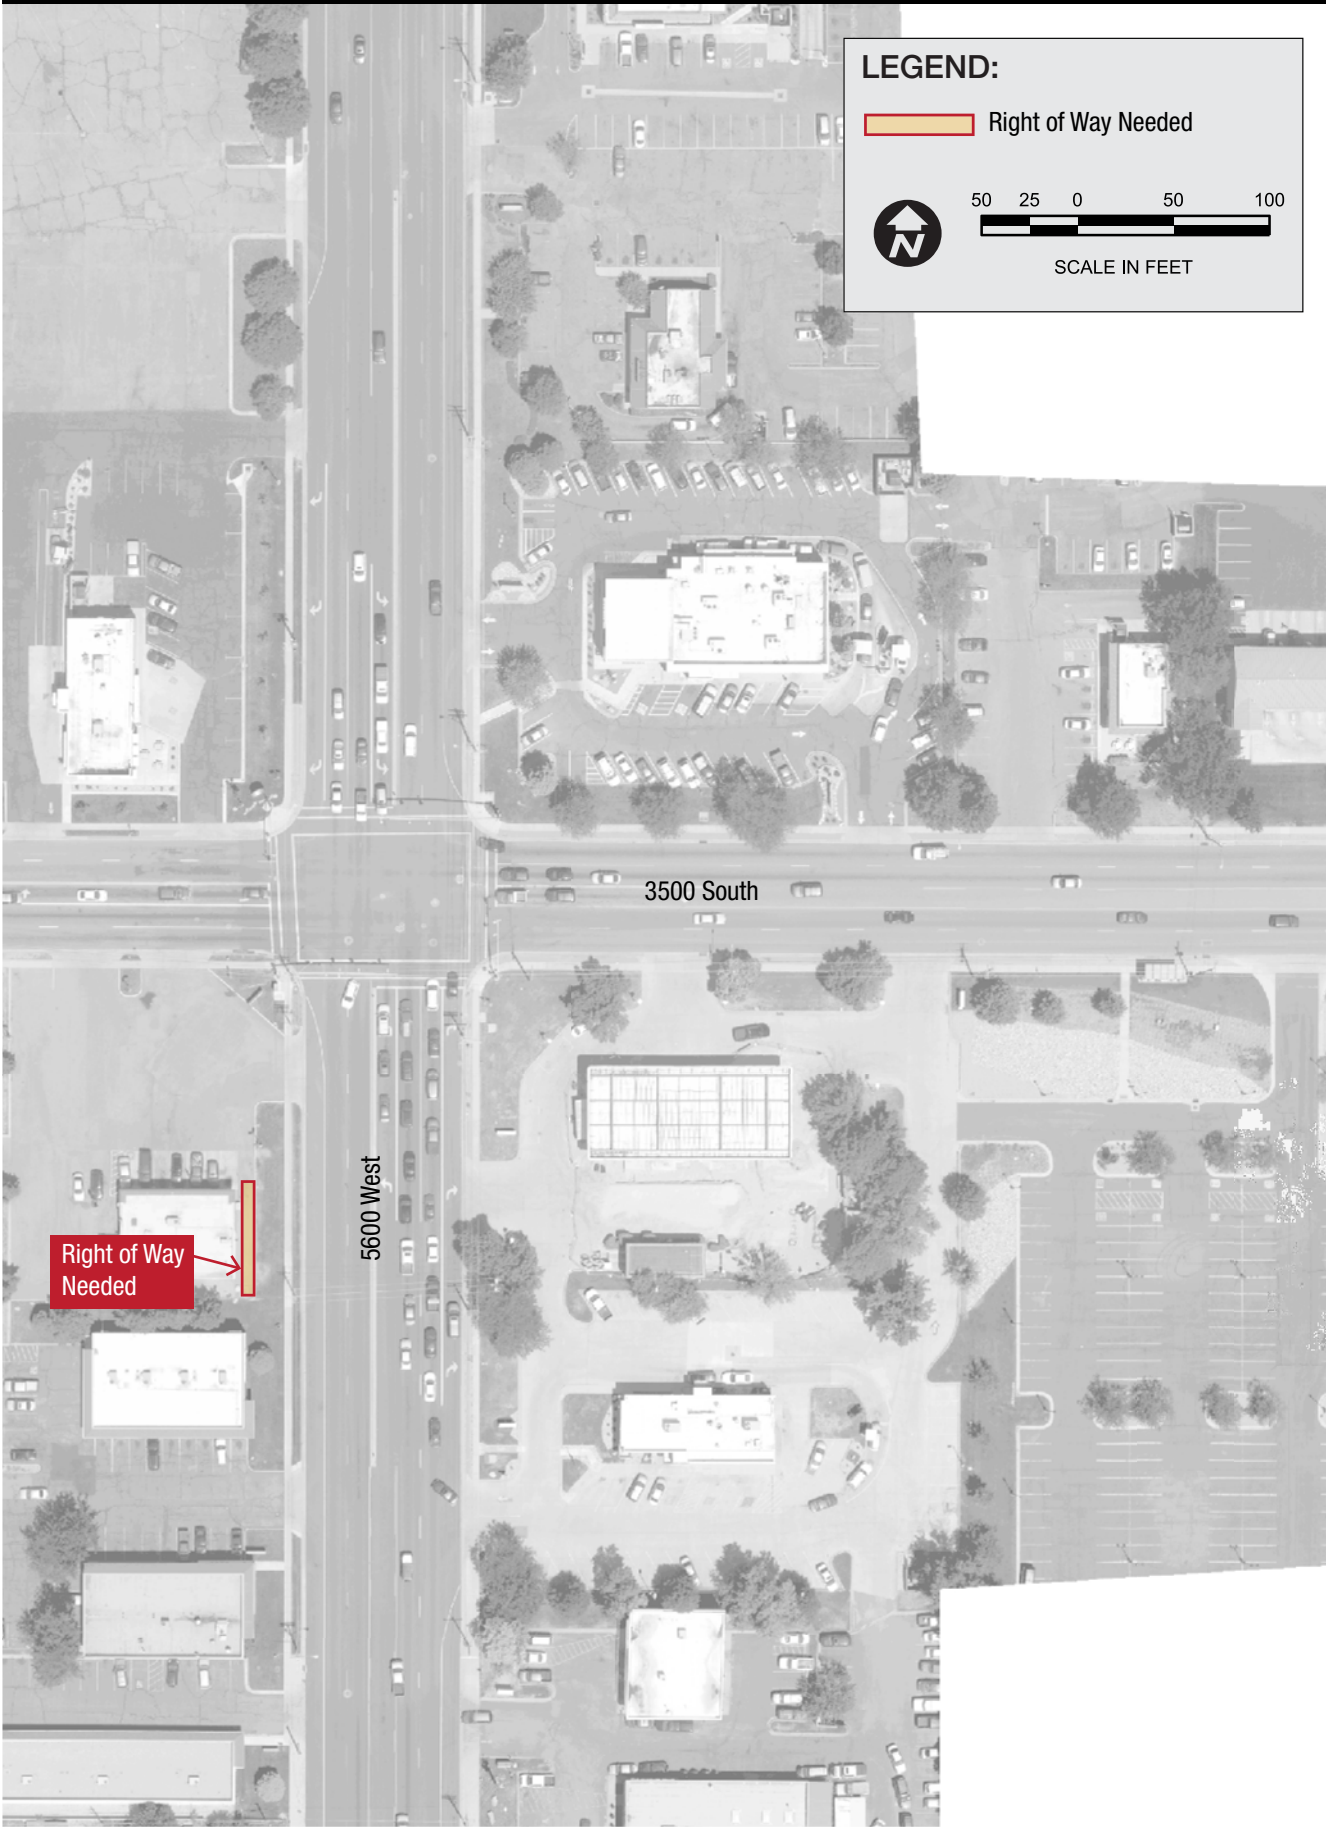 LEGEND:
Right of Way Needed
N
50 25 0 50 100
SCALE IN FEET
3500 South
5600 West
Right of Way
Needed